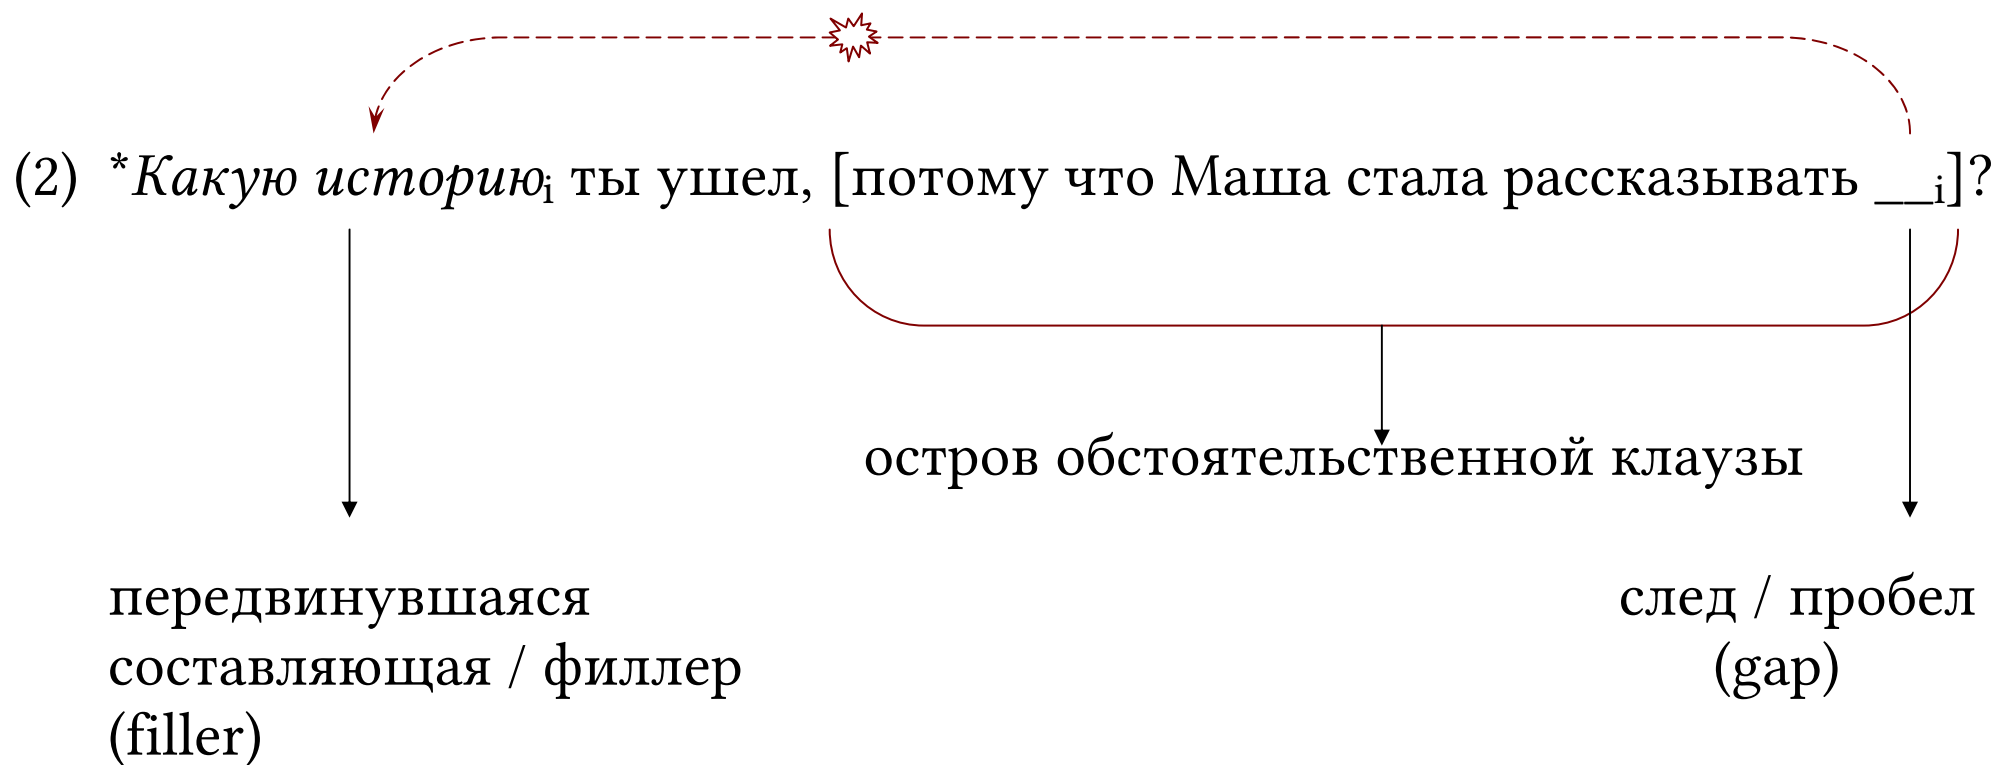 (2) *Какую историюi ты ушел, [потому что Маша стала рассказывать __i]?
остров обстоятельственной клаузы
передвинувшаяся
составляющая / филлер
(filler)
след / пробел
(gap)